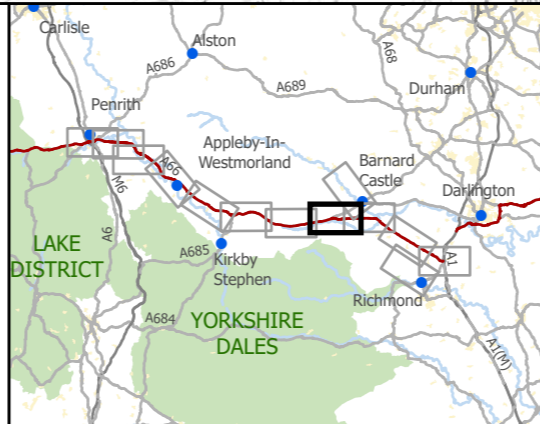 Carlisle
Alston
A68
A686
A689
Durham
Penrith
Appleby-In-
Westmorland
Barnard
Castle
A66
Darlington
M6
A6
LAKE
DISTRICT
A685
Kirkby
Stephen
A1
Richmond
A684
YORKSHIRE
DALES
A1(M)